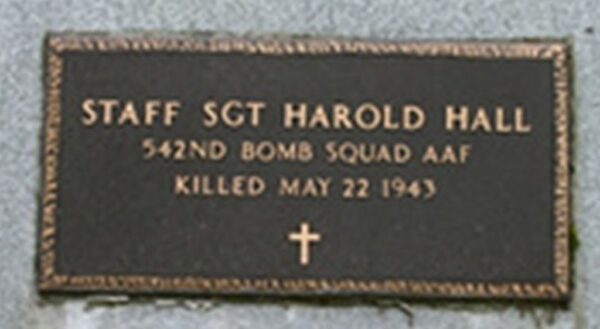 STAFF SGT HAROLD HALL
542ND BOMB SQUAD AAF
KILLED MAY 22 1943